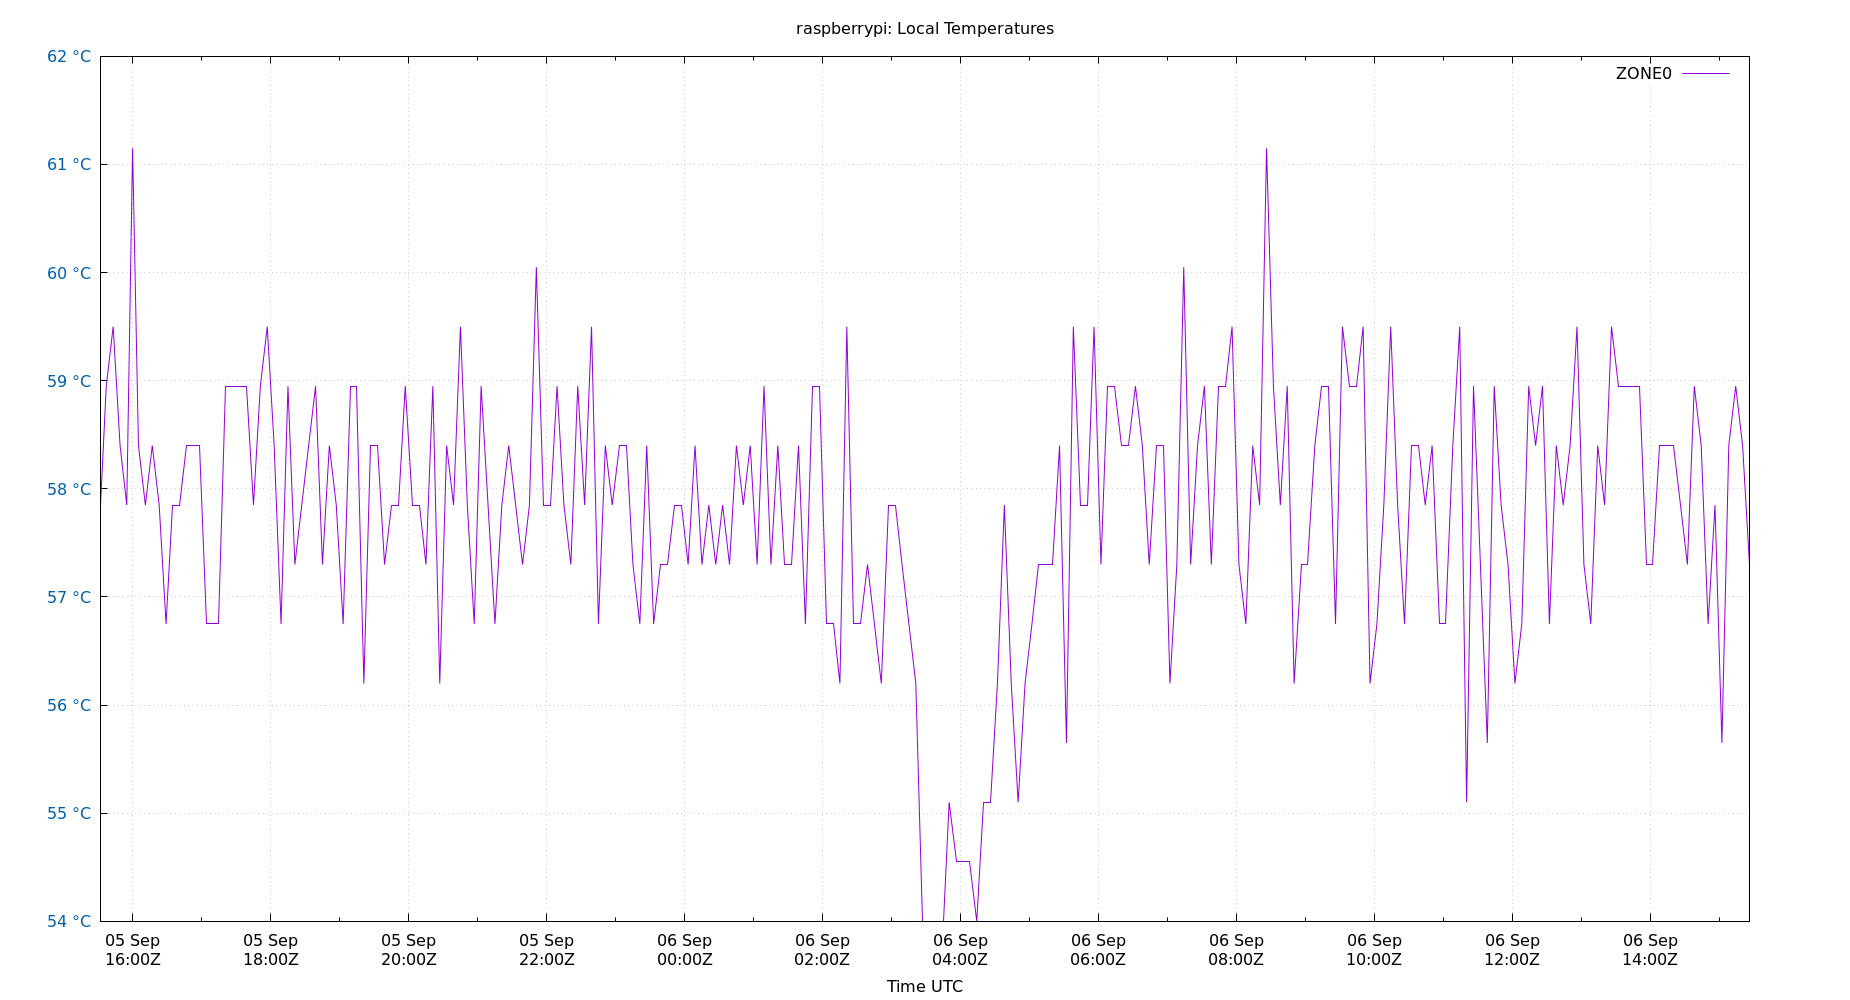 raspberrypi: Local Temperatures
62 °C
ZONE0
61 °C
60 °C
59 °C
58 °C
57 °C
56 °C
55 °C
54 °C
05 Sep 05 Sep 05 Sep 05 Sep 06 Sep 06 Sep 06 Sep 06 Sep 06 Sep 06 Sep 06 Sep 06 Sep
16:00Z 18:00Z 20:00Z 22:00Z 00:00Z 02:00Z 04:00Z 06:00Z 08:00Z 10:00Z 12:00Z 14:00Z
Time UTC